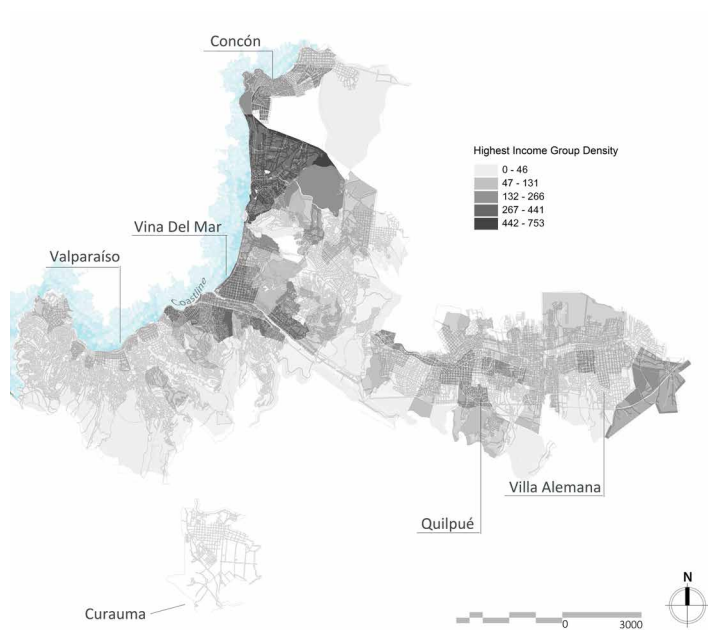 Concón
Highest Income Group Density
0 - 46
47 - 131
132 - 266
267 - 441
442 - 753
Vina Del Mar
Valparaíso
Coastline
Villa Alemana
Quilpué
Curauma
N
0
3000